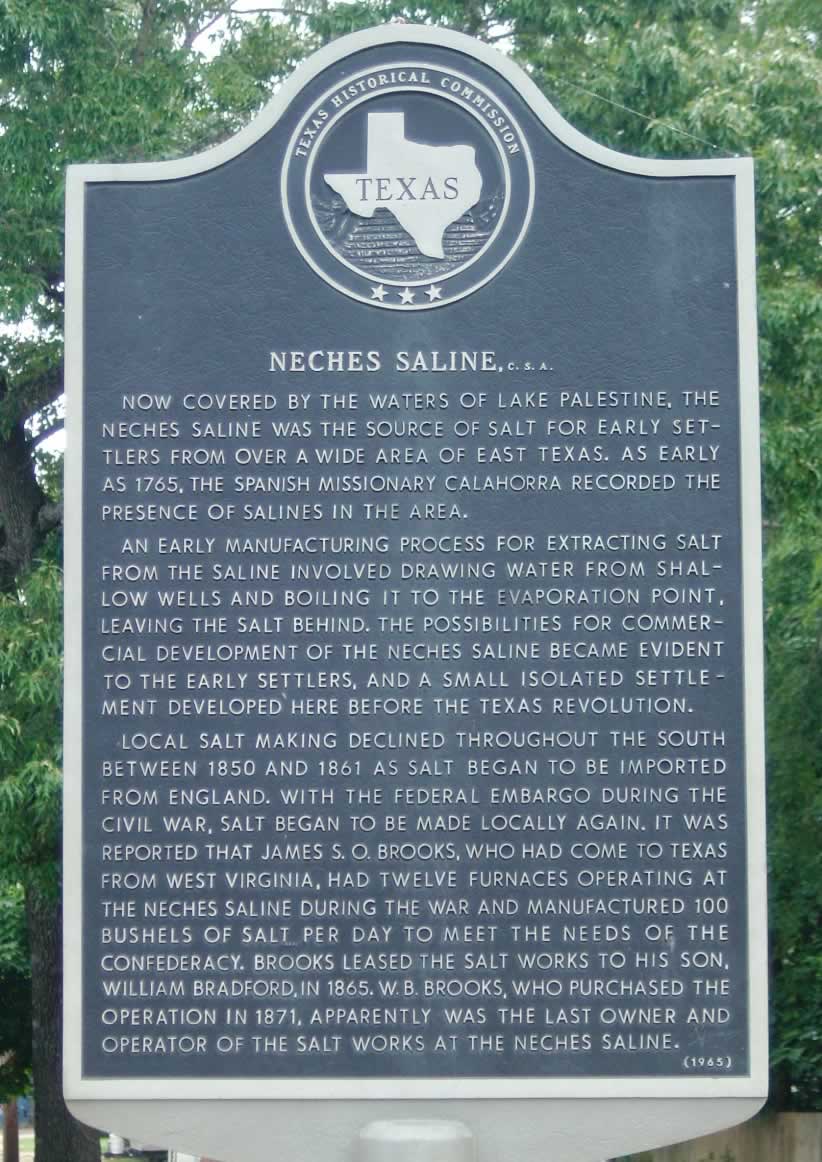 TEXAS HISTORICAL COMMISSION
TEXAS
NECHES SALINE, C. S. A.
NOW COVERED BY THE WATERS OF LAKE PALESTINE, THE
NECHES SALINE WAS THE SOURCE OF SALT FOR EARLY SET-
TLERS FROM OVER A WIDE AREA OF EAST TEXAS. AS EARLY
AS 1765, THE SPANISH MISSIONARY CALAHORRA RECORDED THE
PRESENCE OF SALINES IN THE AREA.
AN EARLY MANUFACTURING PROCESS FOR EXTRACTING SALT
FROM THE SALINE INVOLVED DRAWING WATER FROM SHAL-
LOW WELLS AND BOILING IT TO THE EVAPORATION POINT,
LEAVING THE SALT BEHIND. THE POSSIBILITIES FOR COMMER-
CIAL DEVELOPMENT OF THE NECHES SALINE BECAME EVIDENT
TO THE EARLY SETTLERS, AND A SMALL ISOLATED SETTLE-
MENT DEVELOPED HERE BEFORE THE TEXAS REVOLUTION.
LOCAL SALT MAKING DECLINED THROUGHOUT THE SOUTH
BETWEEN 1850 AND 1861 AS SALT BEGAN TO BE IMPORTED
FROM ENGLAND. WITH THE FEDERAL EMBARGO DURING THE
CIVIL WAR, SALT BEGAN TO BE MADE LOCALLY AGAIN. IT WAS
REPORTED THAT JAMES S. O. BROOKS, WHO HAD COME TO TEXAS
FROM WEST VIRGINIA, HAD TWELVE FURNACES OPERATING AT
THE NECHES SALINE DURING THE WAR AND MANUFACTURED 100
BUSHELS OF SALT PER DAY TO MEET THE NEEDS OF THE
CONFEDERACY. BROOKS LEASED THE SALT WORKS TO HIS SON,
WILLIAM BRADFORD, IN 1865. W. B. BROOKS, WHO PURCHASED THE
OPERATION IN 1871, APPARENTLY WAS THE LAST OWNER AND
OPERATOR OF THE SALT WORKS AT THE NECHES SALINE.
(1965)